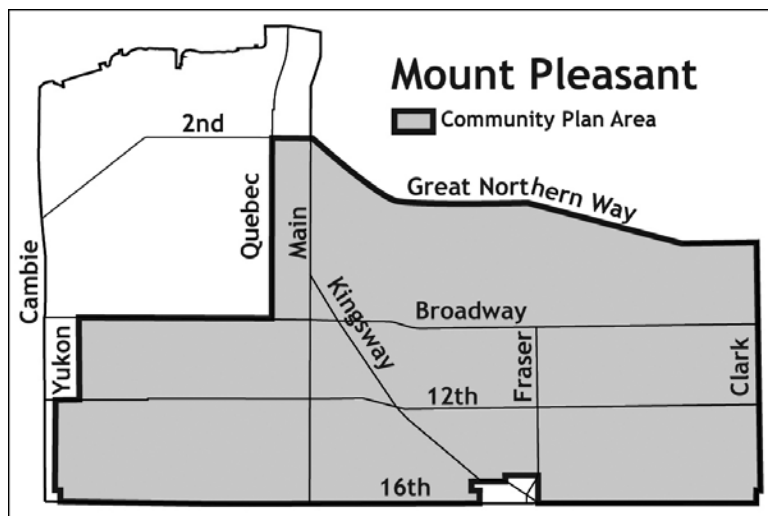 Mount Pleasant
Community Plan Area
2nd
Great Northern Way
Quebec
Main
Cambie
Kingsway
Broadway
Yukon
Fraser
Clark
12th
16th